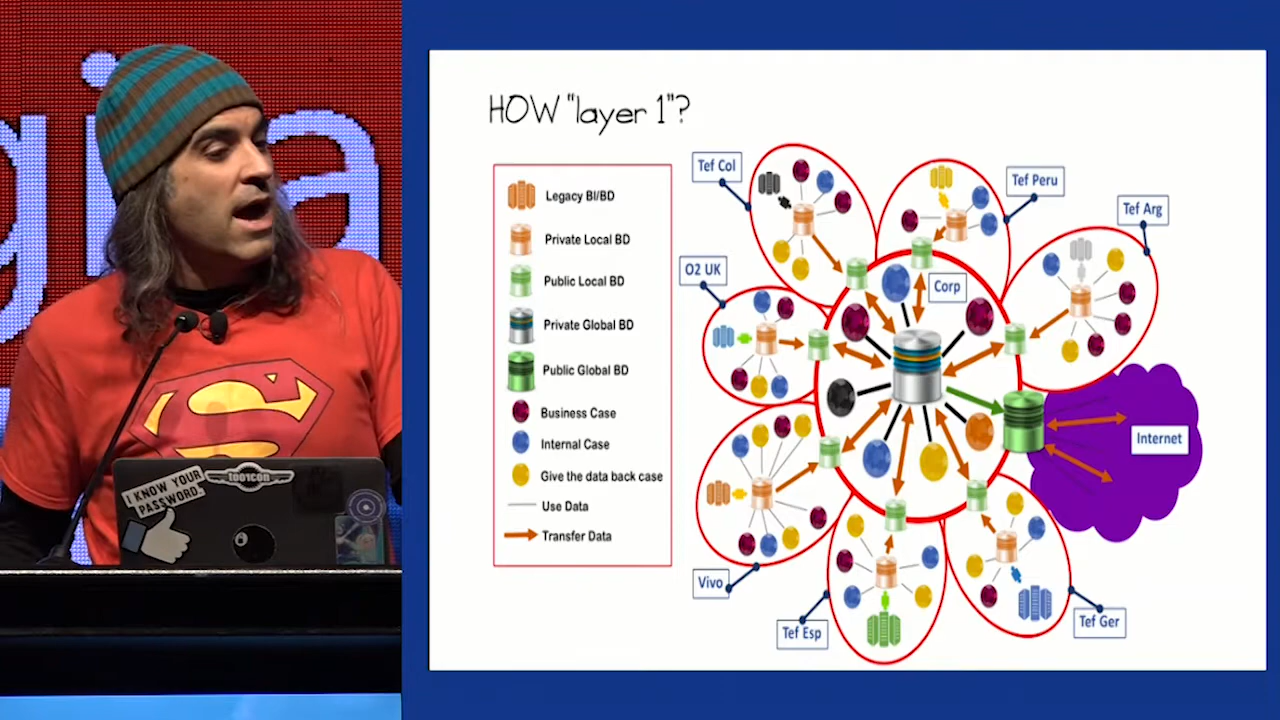 gia
I KNOW YOUR
PASSWORD.
toorcon
HOW "layer 1"?
Legacy BI/BD
Private Local BD
Public Local BD
Private Global BD
Public Global BD
Business Case
Internal Case
Give the data back case
Use Data
Transfer Data
Tef Col
Tef Peru
Tef Arg
O2 UK
Corp
Internet
Vivo
Tef Esp
Tef Ger